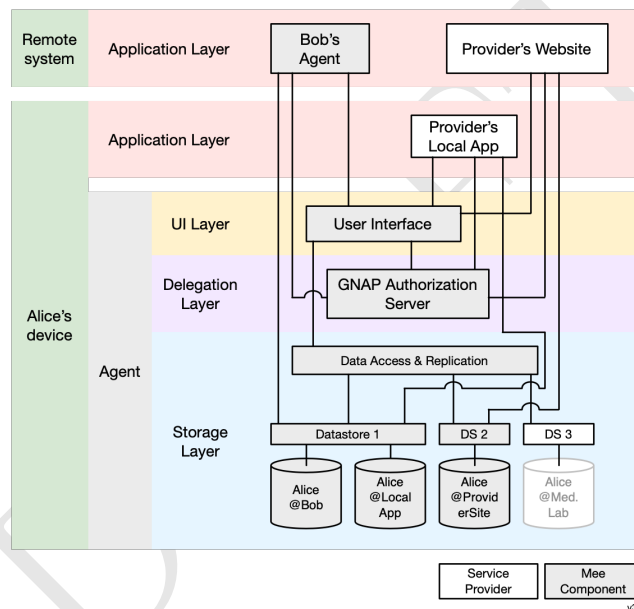 Remote
system
Application Layer
Bob's
Agent
Provider's Website
Application Layer
Provider's
Local App
UI Layer
User Interface
Delegation
Layer
GNAP Authorization
Server
Alice's
device
Agent
Data Access & Replication
Storage
Layer
Datastore 1
DS 2
DS 3
Alice
@Bob
Alice
@Local
App
Alice
@Provid
erSite
Alice
@Med.
Lab
Service
Provider
Mee
Component